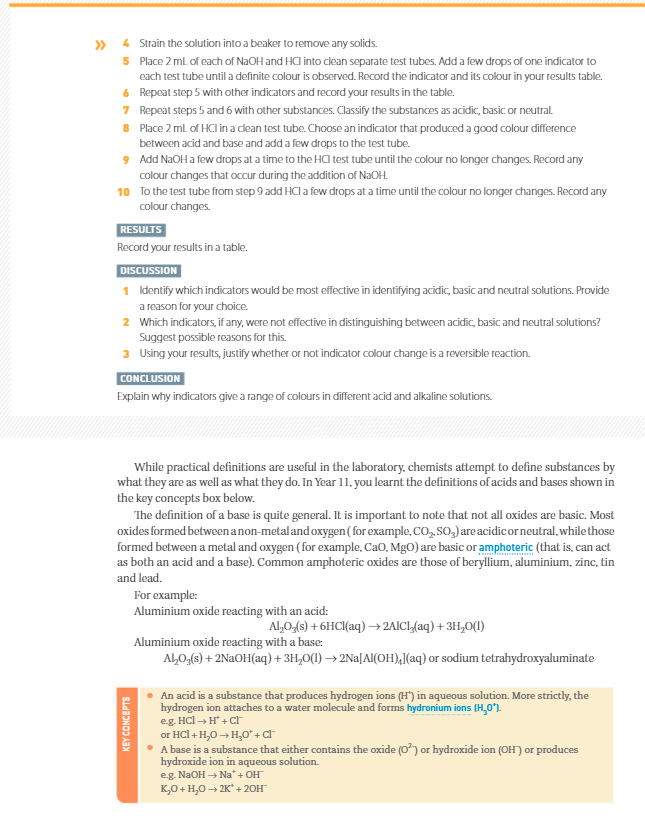 » 4 Strain the solution into a beaker to remove any solids.
5 Place 2 mL of each of NaOH and HCl into clean separate test tubes. Add a few drops of one indicator to
each test tube until a definite colour is observed. Record the indicator and its colour in your results table.
6 Repeat step 5 with other indicators and record your results in the table.
7 Repeat steps 5 and 6 with other substances. Classify the substances as acidic, basic or neutral.
8 Place 2 mL of HCl in a clean test tube. Choose an indicator that produced a good colour difference
between acid and base and add a few drops to the test tube.
9 Add NaOH a few drops at a time to the HCl test tube until the colour no longer changes. Record any
colour changes that occur during the addition of NaOH.
10 To the test tube from step 9 add HCl a few drops at a time until the colour no longer changes. Record any
colour changes.
RESULTS
Record your results in a table.
DISCUSSION
1 Identify which indicators would be most effective in identifying acidic, basic and neutral solutions. Provide
a reason for your choice.
2 Which indicators, if any, were not effective in distinguishing between acidic, basic and neutral solutions?
Suggest possible reasons for this.
3 Using your results, justify whether or not indicator colour change is a reversible reaction.
CONCLUSION
Explain why indicators give a range of colours in different acid and alkaline solutions.
While practical definitions are useful in the laboratory, chemists attempt to define substances by
what they are as well as what they do. In Year 11, you learnt the definitions of acids and bases shown in
the key concepts box below.
The definition of a base is quite general. It is important to note that not all oxides are basic. Most
oxides formed between a non-metal and oxygen (for example, CO₂, SO₃) are acidic or neutral, while those
formed between a metal and oxygen (for example, CaO, MgO) are basic or amphoteric (that is, can act
as both an acid and a base). Common amphoteric oxides are those of beryllium, aluminium, zinc, tin
and lead.
For example:
Aluminium oxide reacting with an acid:
Al₂O₃(s) + 6HCl(aq) → 2AlCl₃(aq) + 3H₂O(l)
Aluminium oxide reacting with a base:
Al₂O₃(s) + 2NaOH(aq) + 3H₂O(l) → 2Na[Al(OH)₄](aq) or sodium tetrahydroxyaluminate
KEY CONCEPTS
• An acid is a substance that produces hydrogen ions (H⁺) in aqueous solution. More strictly, the
hydrogen ion attaches to a water molecule and forms hydronium ions (H₃O⁺).
e.g. HCl → H⁺ + Cl⁻
or HCl + H₂O → H₃O⁺ + Cl⁻
• A base is a substance that either contains the oxide (O²⁻) or hydroxide ion (OH⁻) or produces
hydroxide ion in aqueous solution.
e.g. NaOH → Na⁺ + OH⁻
K₂O + H₂O → 2K⁺ + 2OH⁻